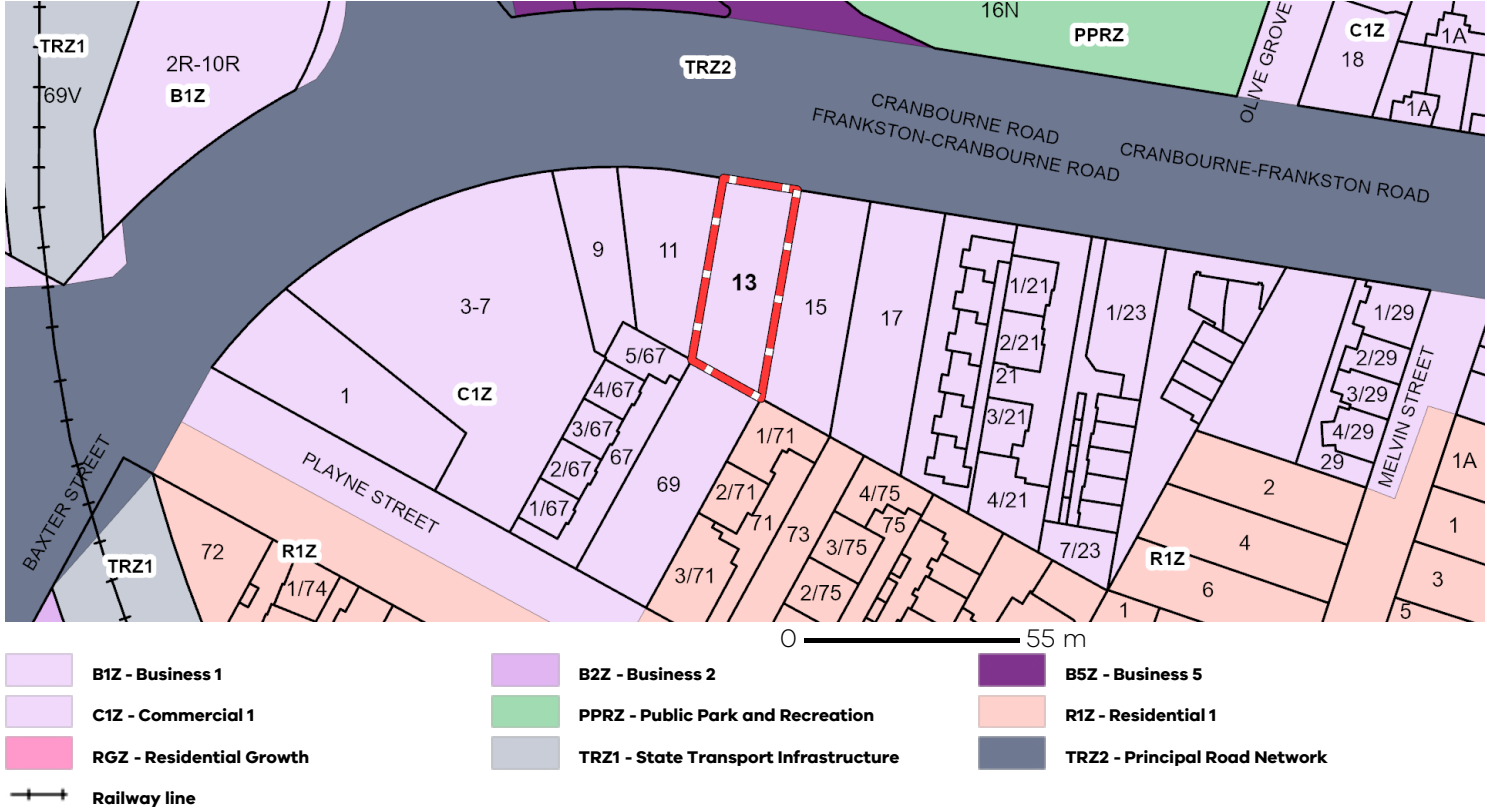 16N
TRZ1
PPRZ
OLIVE GROVE
C1Z
1A
2R-10R
TRZ2
18
69V
B1Z
CRANBOURNE ROAD
FRANKSTON-CRANBOURNE ROAD
1A
CRANBOURNE-FRANKSTON ROAD
9
11
13
15
17
3-7
1/21
1/23
1/29
2/21
5/67
2/29
21
4/67
3/29
1
C1Z
3/21
3/67
67
1/71
4/29
29
MELVIN STREET
1A
2/67
69
2/71
4/75
4/21
2
1/67
PLAYNE STREET
71
73
75
1
BAXTER STREET
72
R1Z
3/75
7/23
4
R1Z
TRZ1
3/71
3
1/74
2/75
6
1
5
0 55 m
B1Z - Business 1
B2Z - Business 2
B5Z - Business 5
C1Z - Commercial 1
PPRZ - Public Park and Recreation
R1Z - Residential 1
RGZ - Residential Growth
TRZ1 - State Transport Infrastructure
TRZ2 - Principal Road Network
Railway line